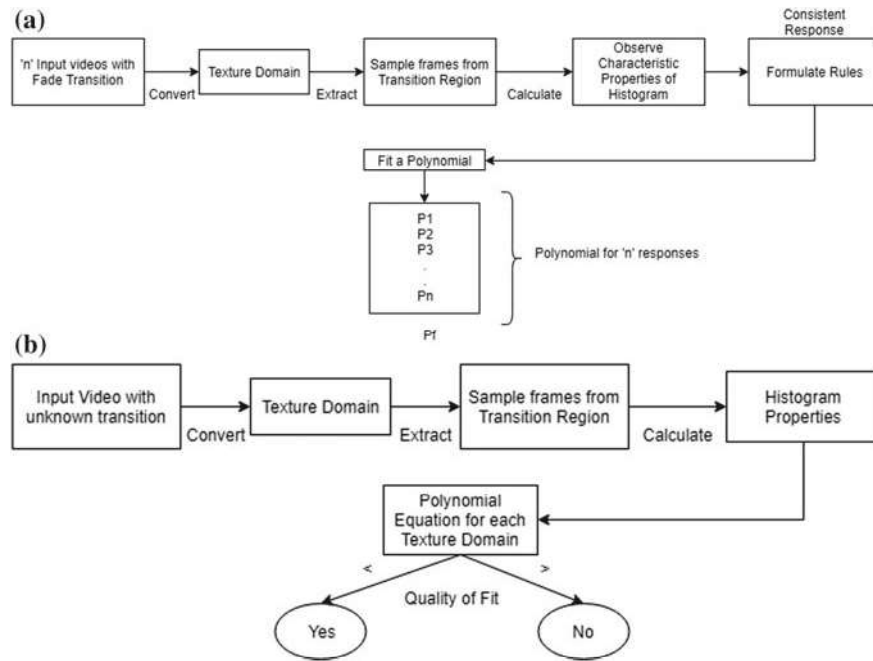 (a)
'n' Input videos with
Fade Transition
Convert
Texture Domain
Extract
Sample frames from
Transition Region
Calculate
Observe
Characteristic
Properties of
Histogram
Consistent
Response
Formulate Rules
Fit a Polynomial
P1
P2
P3
.
.
Pn
Polynomial for 'n' responses
Pf
(b)
Input Video with
unknown transition
Convert
Texture Domain
Extract
Sample frames from
Transition Region
Calculate
Histogram
Properties
Polynomial
Equation for each
Texture Domain
<
>
Quality of Fit
Yes
No